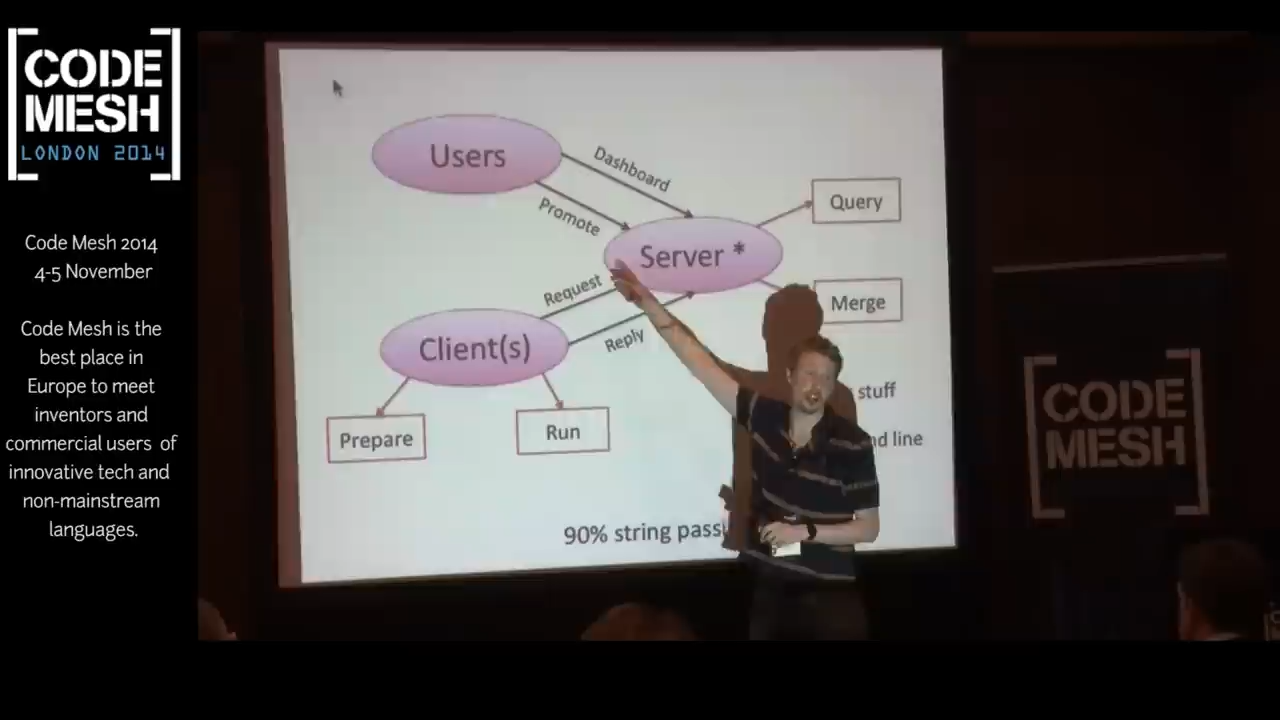 CODE
MESH
LONDON 2014
Code Mesh 2014
4-5 November
Code Mesh is the
best place in
Europe to meet
inventors and
commercial users of
innovative tech and
non-mainstream
languages.
Users
Dashboard
Promote
Query
Server *
Request
Merge
Reply
Client(s)
stuff
Prepare
Run
line
90% string
CODE
MESH